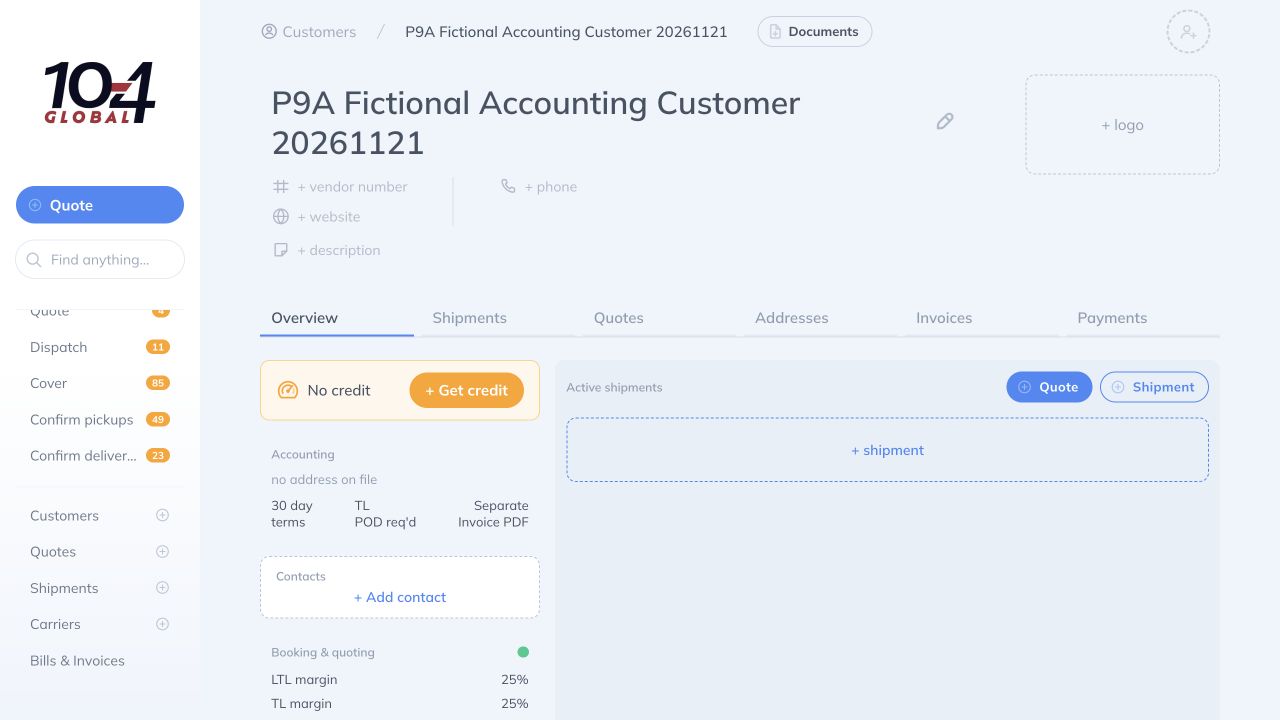 104
GLOBAL
Quote
Find anything...
Quote 4
Dispatch 11
Cover 85
Confirm pickups 49
Confirm deliver... 23
Customers
Quotes
Shipments
Carriers
Bills & Invoices
Customers / P9A Fictional Accounting Customer 20261121 Documents
P9A Fictional Accounting Customer
20261121
+ logo
+ vendor number
+ phone
+ website
+ description
Overview Shipments Quotes Addresses Invoices Payments
No credit + Get credit
Accounting
no address on file
30 day terms
TL POD req'd
Separate Invoice PDF
Contacts
+ Add contact
Booking & quoting
LTL margin 25%
TL margin 25%
Active shipments Quote Shipment
+ shipment